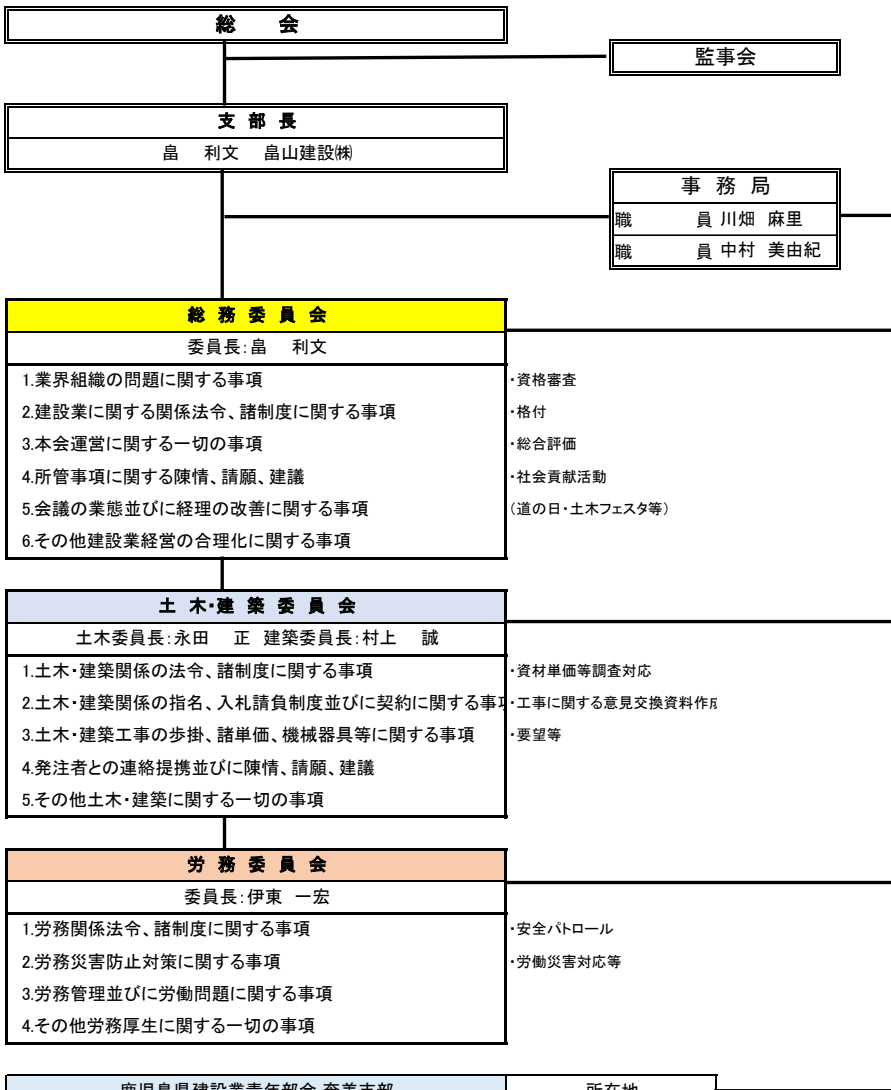 総 会
監事会
支 部 長
畠 利文 畠山建設㈱
事 務 局
職 員 川畑 麻里
職 員 中村 美由紀
総 務 委 員 会
委員長:畠 利文
1.業界組織の問題に関する事項 ・資格審査
2.建設業に関する関係法令、諸制度に関する事項 ・格付
3.本会運営に関する一切の事項 ・総合評価
4.所管事項に関する陳情、請願、建議 ・社会貢献活動
5.会議の業態並びに経理の改善に関する事項 (道の日・土木フェスタ等)
6.その他建設業経営の合理化に関する事項
土 木・建 築 委 員 会
土木委員長:永田 正 建築委員長:村上 誠
1.土木・建築関係の法令、諸制度に関する事項 ・資材単価等調査対応
2.土木・建築関係の指名、入札請負制度並びに契約に関する事 ・工事に関する意見交換資料作成
3.土木・建築工事の歩掛、諸単価、機械器具等に関する事項 ・要望等
4.発注者との連絡提携並びに陳情、請願、建議
5.その他土木・建築に関する一切の事項
労 務 委 員 会
委員長:伊東 一宏
1.労務関係法令、諸制度に関する事項 ・安全パトロール
2.労務災害防止対策に関する事項 ・労働災害対応等
3.労務管理並びに労働問題に関する事項
4.その他労務厚生に関する一切の事項
鹿児島県建設業青年部会 奄美支部 所在地